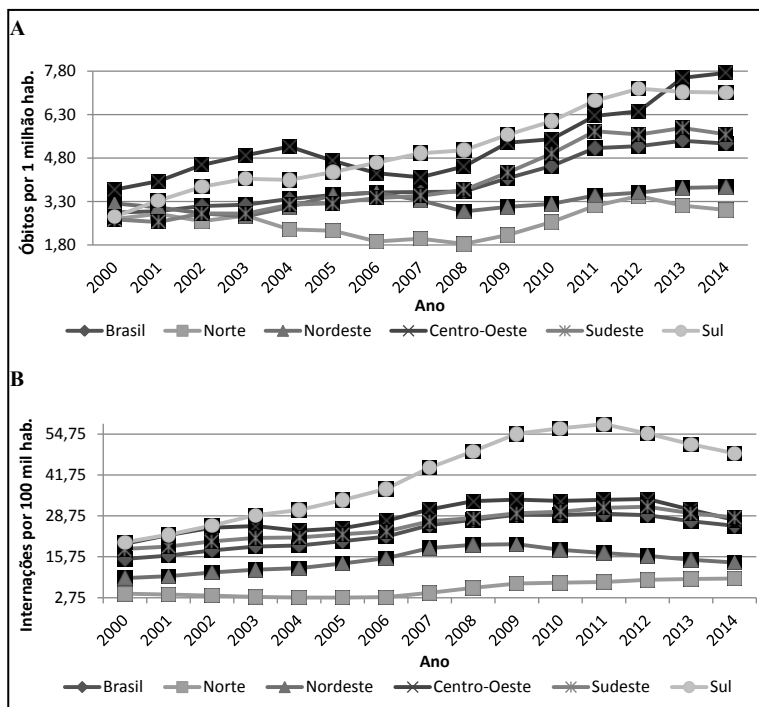 A
7,80
6,30
4,80
3,30
1,80
Óbitos por 1 milhão hab.
2000 2001 2002 2003 2004 2005 2006 2007 2008 2009 2010 2011 2012 2013 2014
Ano
Brasil Norte Nordeste Centro-Oeste Sudeste Sul
B
54,75
41,75
28,75
15,75
2,75
Internações por 100 mil hab.
2000 2001 2002 2003 2004 2005 2006 2007 2008 2009 2010 2011 2012 2013 2014
Ano
Brasil Norte Nordeste Centro-Oeste Sudeste Sul